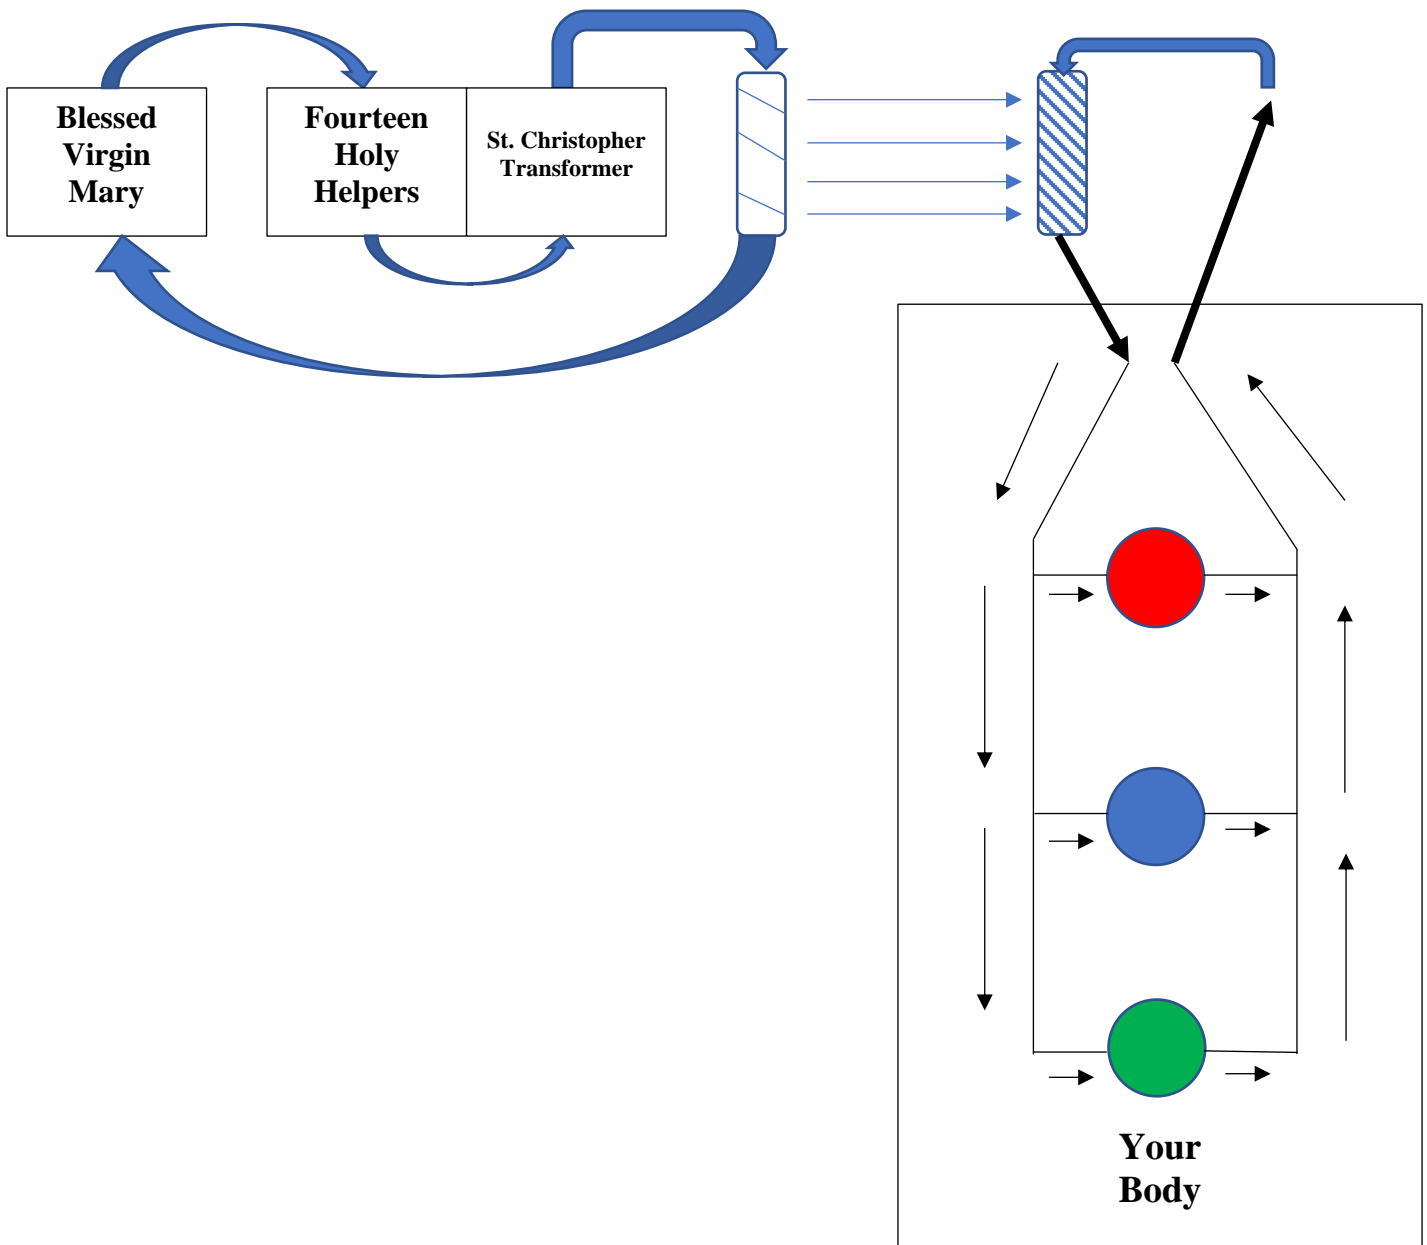 Blessed
Virgin
Mary
Fourteen
Holy
Helpers
St. Christopher
Transformer
Your
Body